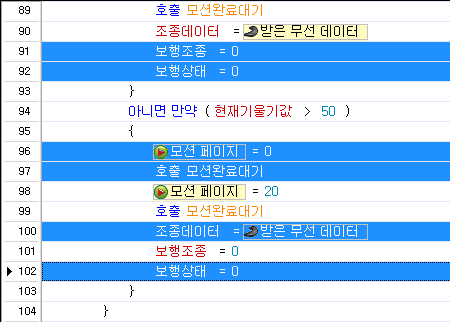 89 호출 모션완료대기
90 조종데이터 = 받은 무선 데이터
91 보행조종 = 0
92 보행상태 = 0
93 }
94 아니면 만약 ( 현재기울기값 > 50 )
95 {
96 모션 페이지 = 0
97 호출 모션완료대기
98 모션 페이지 = 20
99 호출 모션완료대기
100 조종데이터 = 받은 무선 데이터
101 보행조종 = 0
102 보행상태 = 0
103 }
104 }